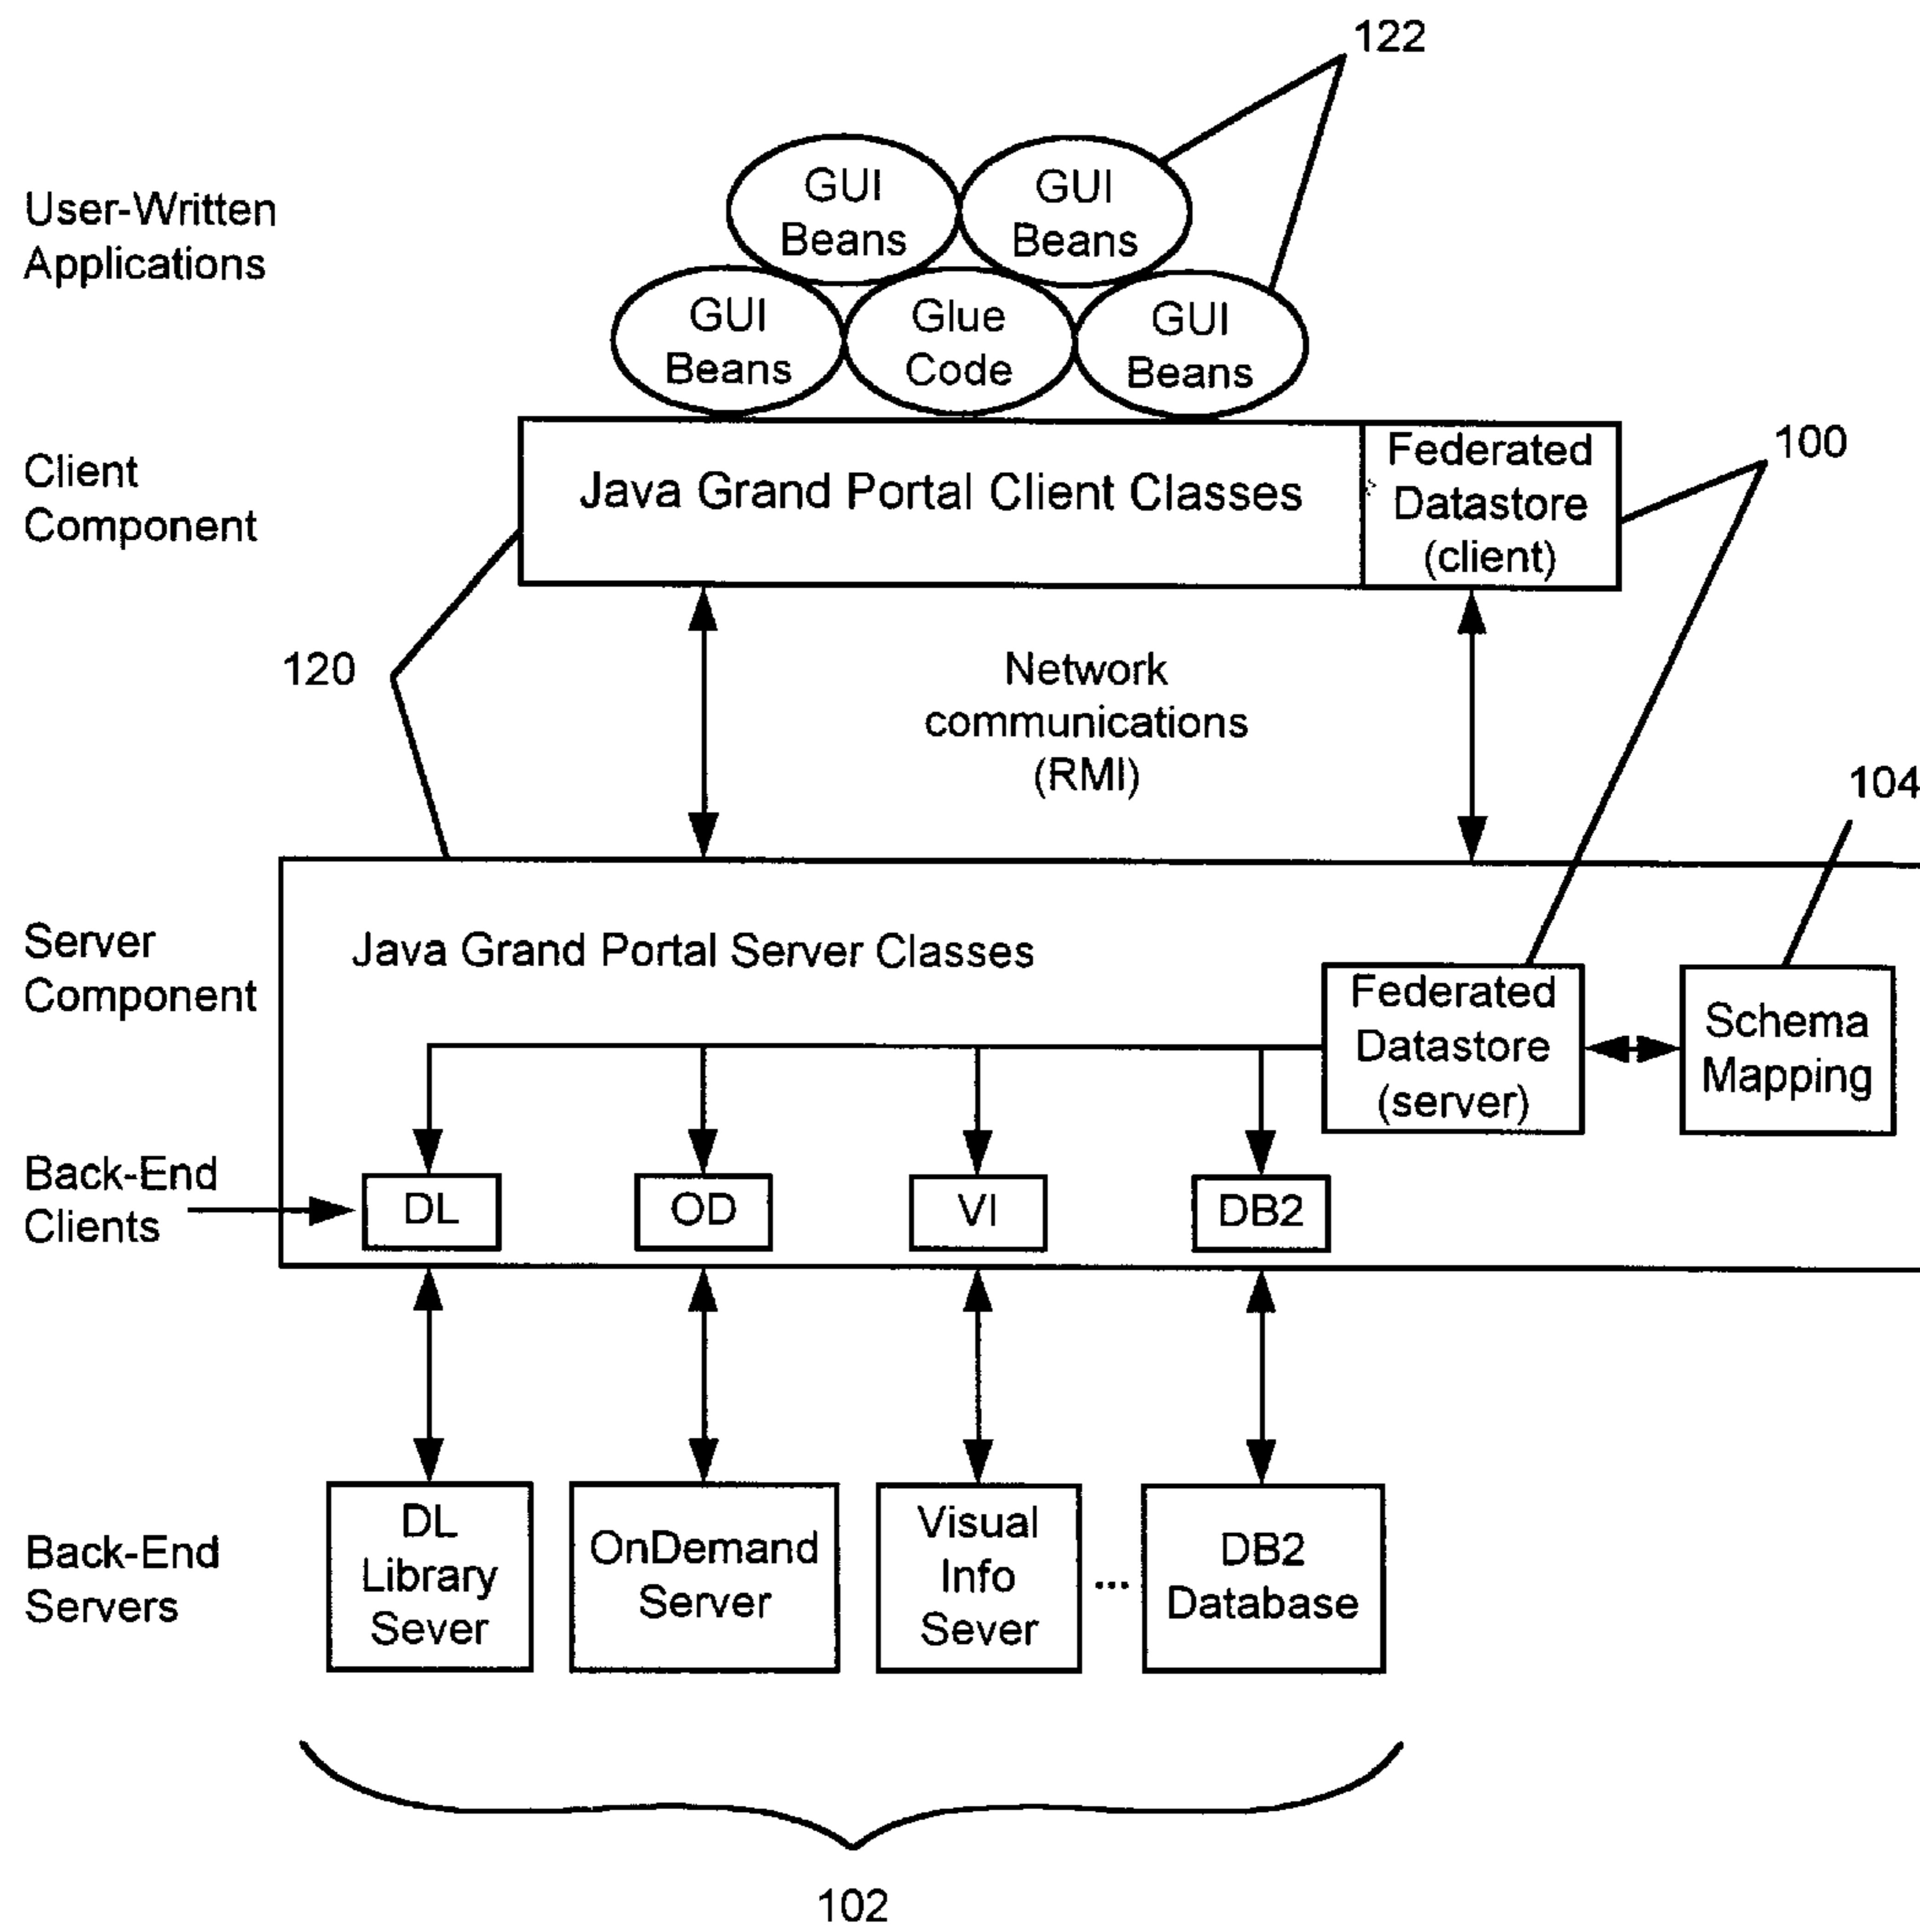 122
User-Written
Applications
GUI
Beans
GUI
Beans
GUI
Beans
Glue
Code
GUI
Beans
Client
Component
Java Grand Portal Client Classes
Federated
Datastore
(client)
100
120
Network
communications
(RMI)
104
Server
Component
Java Grand Portal Server Classes
Federated
Datastore
(server)
Schema
Mapping
Back-End
Clients
DL
OD
VI
DB2
Back-End
Servers
DL
Library
Sever
OnDemand
Server
Visual
Info
Sever
...
DB2
Database
102